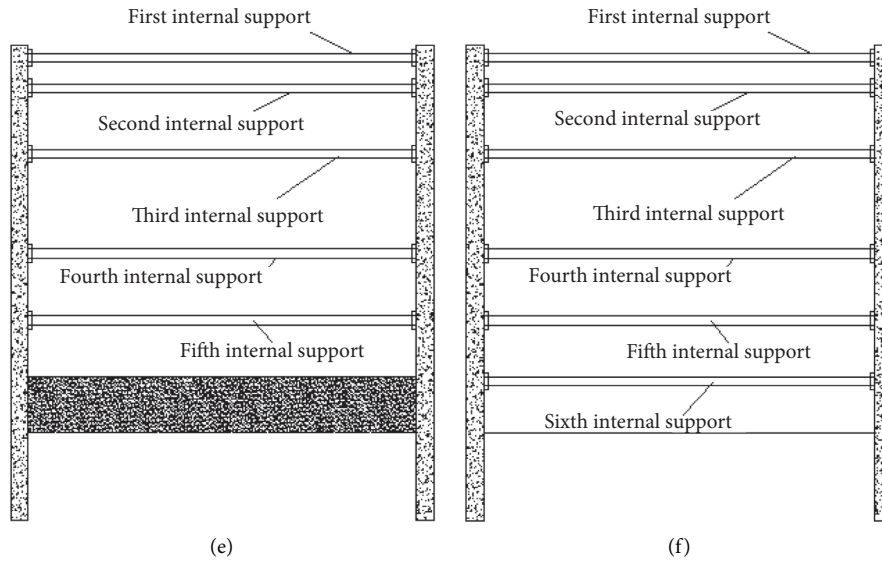 First internal support
Second internal support
Third internal support
Fourth internal support
Fifth internal support
(e)
First internal support
Second internal support
Third internal support
Fourth internal support
Fifth internal support
Sixth internal support
(f)